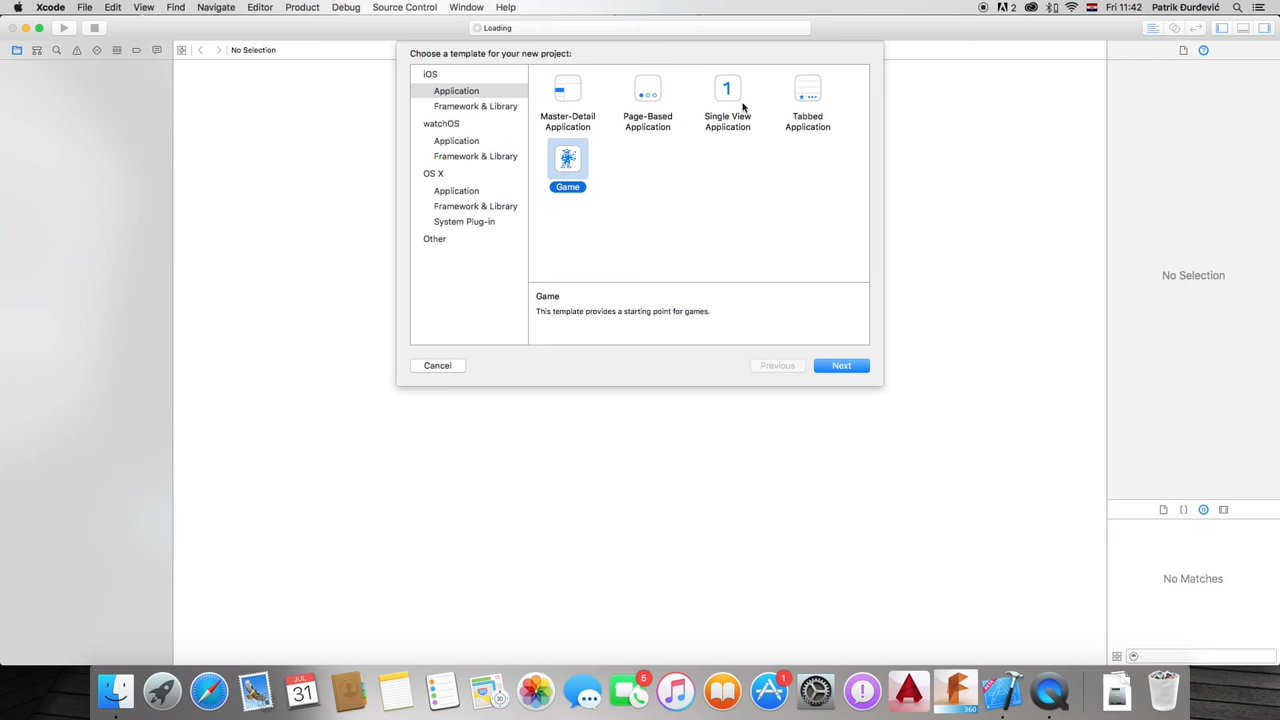 Xcode File Edit View Find Navigate Editor Product Debug Source Control Window Help 2 Fri 11:42 Patrik Đurđević
Loading
No Selection
Choose a template for your new project:
iOS
Application
Framework & Library
watchOS
Application
Framework & Library
OS X
Application
Framework & Library
System Plug-in
Other
1
Master-Detail
Application
Page-Based
Application
Single View
Application
Tabbed
Application
Game
Game
This template provides a starting point for games.
Cancel
Previous
Next
No Selection
No Matches
JUL
31
3D
5
1
360